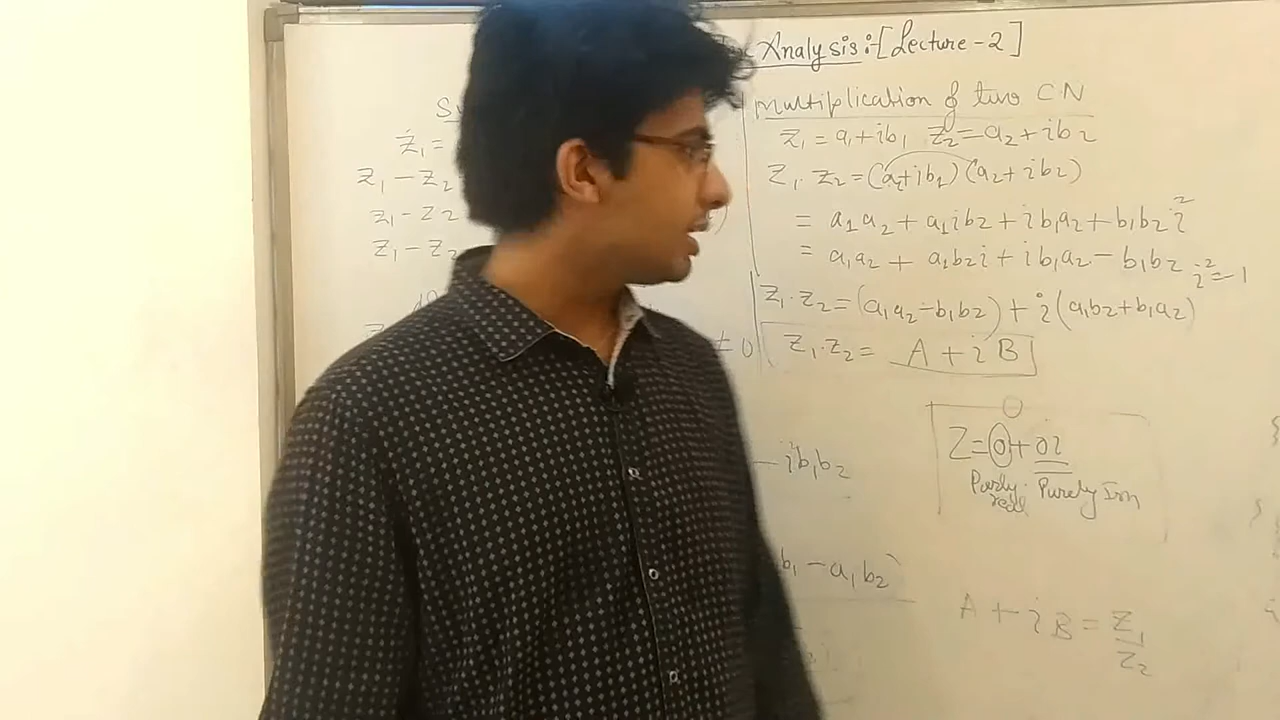 Analysis:-[Lecture-2]
multiplication of two CN
z₁ =
z₁ = a₁+ib₁ z₂ = a₂+ib₂
z₁ - z₂
z₁ · z₂ = (a₁+ib₁)(a₂+ib₂)
z₁ - z₂
= a₁a₂ + a₁ib₂ + ib₁a₂ + b₁b₂ i²
z₁ - z₂
= a₁a₂ + a₁b₂i + ib₁a₂ - b₁b₂ i² = -1
z₁·z₂ = (a₁a₂-b₁b₂) + i(a₁b₂+b₁a₂)
≠ 0
z₁·z₂ = A + iB
Z = 0 + 0i
- ib₁b₂
Purely real Purely Im
b₁ - a₁b₂
A + iB = z₁/z₂